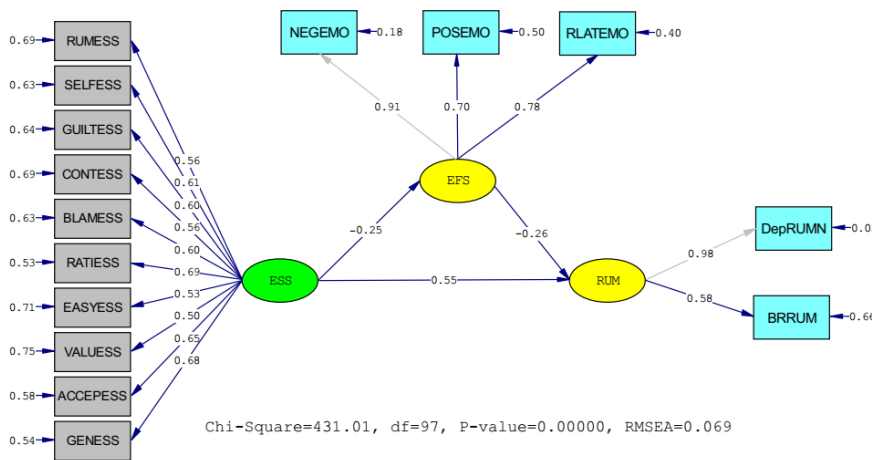 0.69 RUMESS
0.63 SELFESS
0.64 GUILTESS
0.69 CONTESS
0.63 BLAMESS
0.53 RATIESS
0.71 EASYESS
0.75 VALUESS
0.58 ACCEPESS
0.54 GENESS
0.56
0.61
0.60
0.56
0.60
0.69
0.53
0.50
0.65
0.68
ESS
NEGEMO 0.18
POSEMO 0.50
RLATEMO 0.40
0.91
0.70
0.78
EFS
-0.25
-0.26
0.55
RUM
0.98
0.58
DepRUMN
BRRUM 0.66
Chi-Square=431.01, df=97, P-value=0.00000, RMSEA=0.069